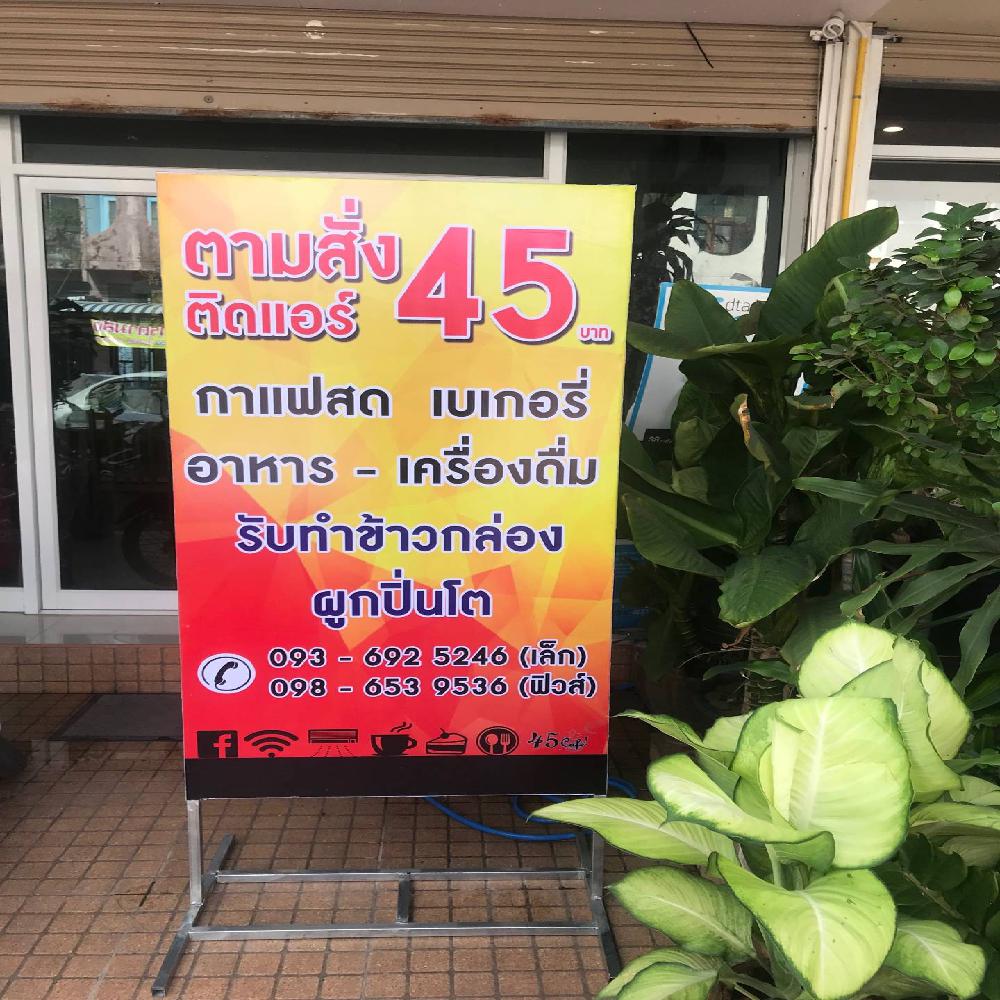 ตามสั่ง 45
ติดแอร์ บาท
กาแฟสด เบเกอรี่
อาหาร - เครื่องดื่ม
รับทำข้าวกล่อง
ผูกปิ่นโต
093 - 692 5246 (เล็ก)
098 - 653 9536 (ฟิวส์)
f
45
dta